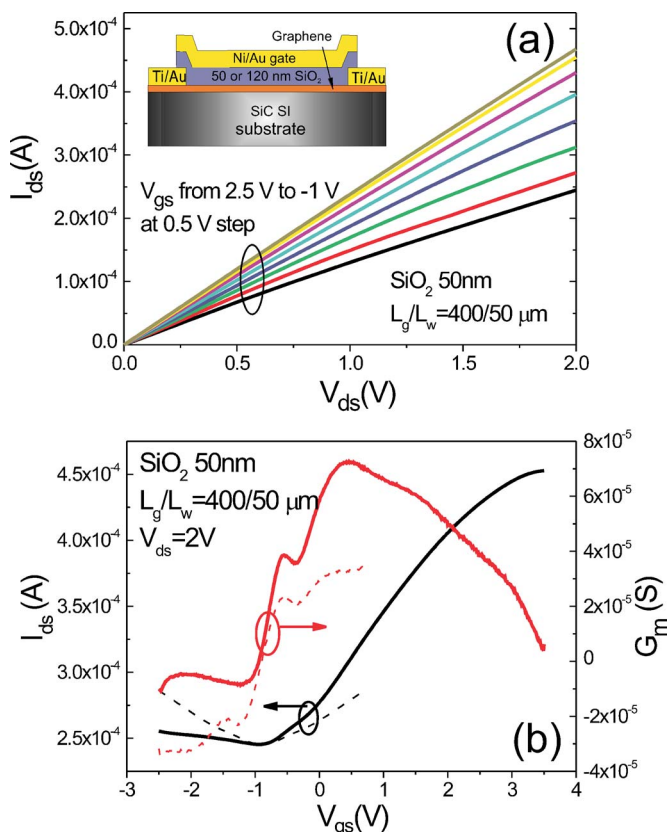 5.0x10⁻⁴
4.0x10⁻⁴
3.0x10⁻⁴
2.0x10⁻⁴
1.0x10⁻⁴
0.0
I_ds(A)
Graphene
(a)
Ni/Au gate
Ti/Au
50 or 120 nm SiO₂
Ti/Au
SiC SI
substrate
V_gs from 2.5 V to -1 V
at 0.5 V step
SiO₂ 50nm
L_g/L_w=400/50 μm
0.0 0.5 1.0 1.5 2.0
V_ds(V)
4.5x10⁻⁴
4.0x10⁻⁴
3.5x10⁻⁴
3.0x10⁻⁴
2.5x10⁻⁴
I_ds(A)
SiO₂ 50nm
L_g/L_w=400/50 μm
V_ds=2V
8x10⁻⁵
6x10⁻⁵
4x10⁻⁵
2x10⁻⁵
0
-2x10⁻⁵
-4x10⁻⁵
G_m(S)
(b)
-3 -2 -1 0 1 2 3 4
V_gs(V)